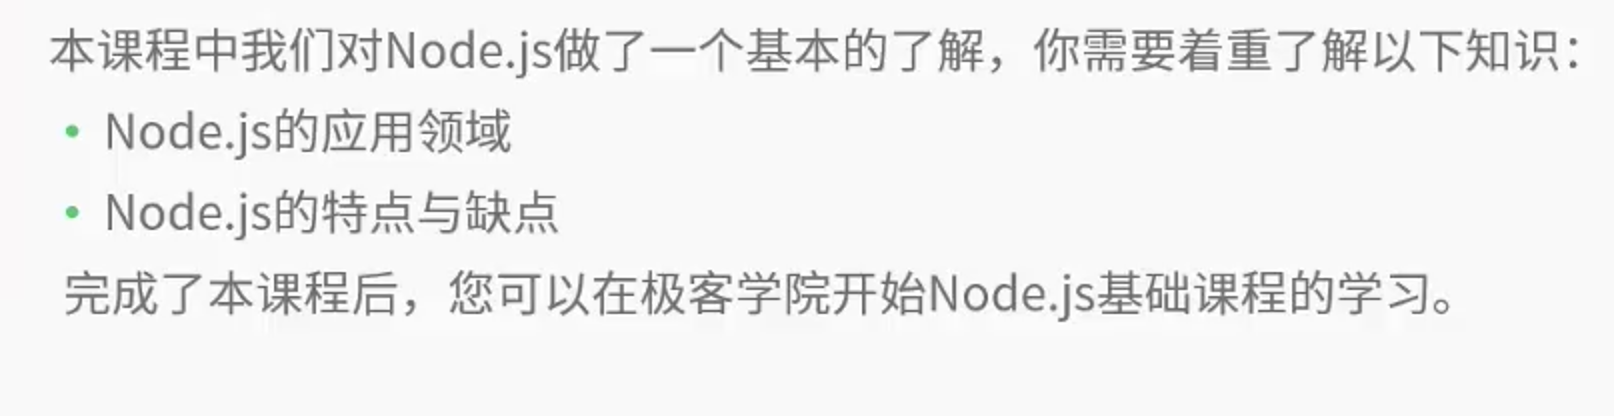 本课程中我们对Node.js做了一个基本的了解，你需要着重了解以下知识：
• Node.js的应用领域
• Node.js的特点与缺点
完成了本课程后，您可以在极客学院开始Node.js基础课程的学习。